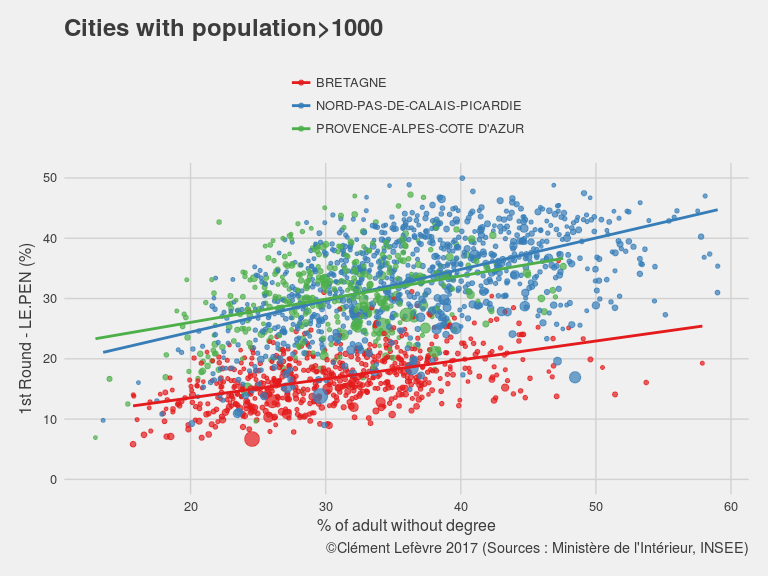 Cities with population>1000
BRETAGNE
NORD-PAS-DE-CALAIS-PICARDIE
PROVENCE-ALPES-COTE D'AZUR
1st Round - LE.PEN (%)
50
40
30
20
10
0
20 30 40 50 60
% of adult without degree
©Clément Lefèvre 2017 (Sources : Ministère de l'Intérieur, INSEE)